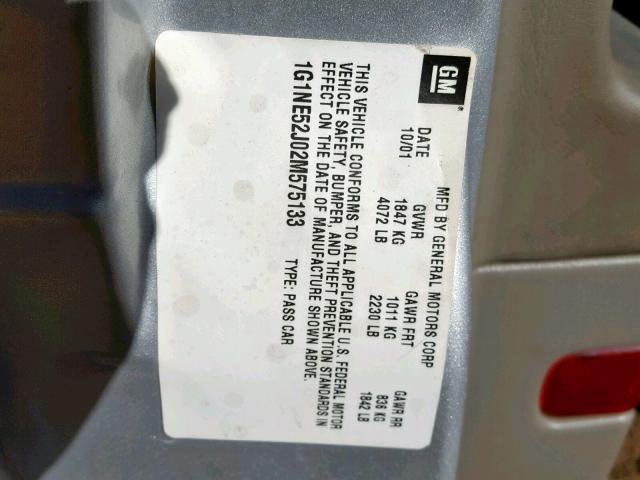 GM
MFD BY GENERAL MOTORS CORP
DATE GVWR GAWR FRT GAWR RR
10/01 1847 KG 1011 KG 836 KG
4072 LB 2230 LB 1842 LB
THIS VEHICLE CONFORMS TO ALL APPLICABLE U.S. FEDERAL MOTOR
VEHICLE SAFETY, BUMPER, AND THEFT PREVENTION STANDARDS IN
EFFECT ON THE DATE OF MANUFACTURE SHOWN ABOVE.
1G1NE52J02M575133 TYPE: PASS CAR